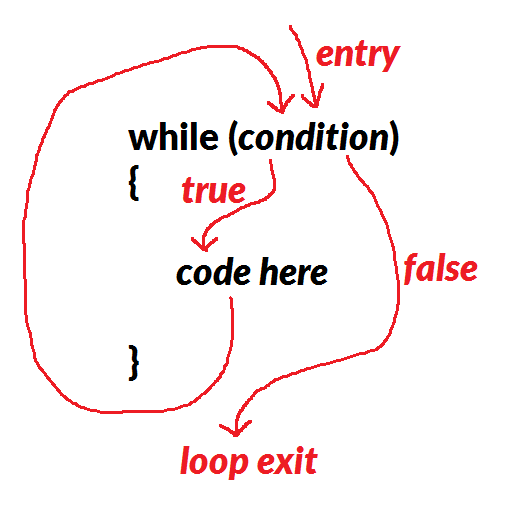 entry
while (condition)
{
true
code here
false
}
loop exit